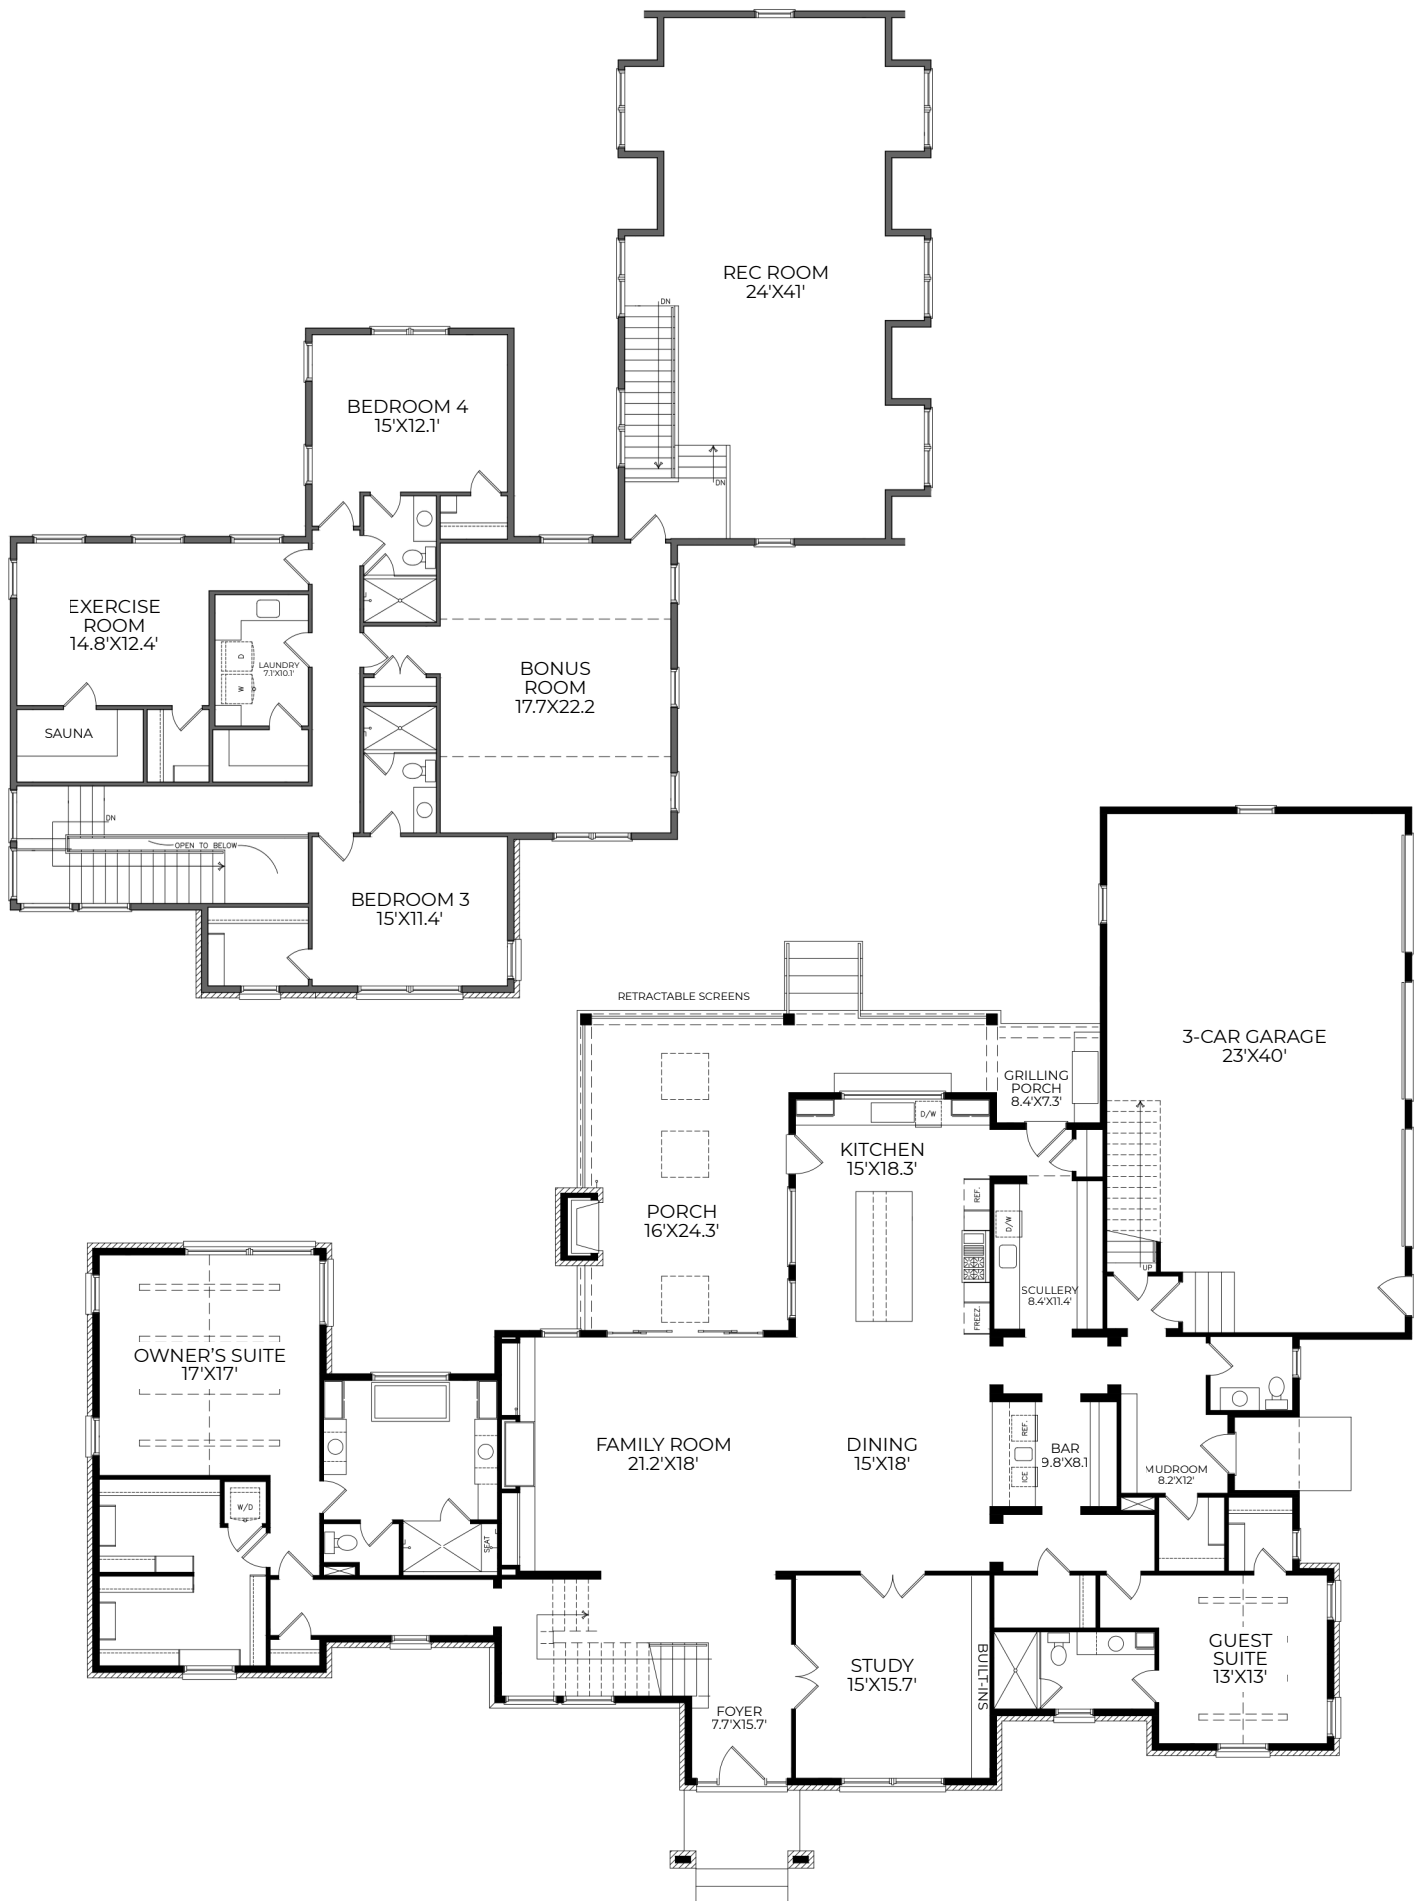 REC ROOM
24'X41'
DN
DN
BEDROOM 4
15'X12.1'
EXERCISE
ROOM
14.8'X12.4'
D
W
LAUNDRY
7.1'X10.1'
BONUS
ROOM
17.7X22.2
SAUNA
DN
OPEN TO BELOW
BEDROOM 3
15'X11.4'
RETRACTABLE SCREENS
3-CAR GARAGE
23'X40'
GRILLING
PORCH
8.4'X7.3'
D/W
KITCHEN
15'X18.3'
REF.
PORCH
16'X24.3'
D/W
UP
SCULLERY
8.4'X11.4'
FREEZ.
OWNER'S SUITE
17'X17'
FAMILY ROOM
21.2'X18'
DINING
15'X18'
REF.
ICE
BAR
9.8'X8.1
MUDROOM
8.2'X12'
W/D
SEAT
GUEST
SUITE
13'X13'
STUDY
15'X15.7'
BUILT-INS
FOYER
7.7'X15.7'